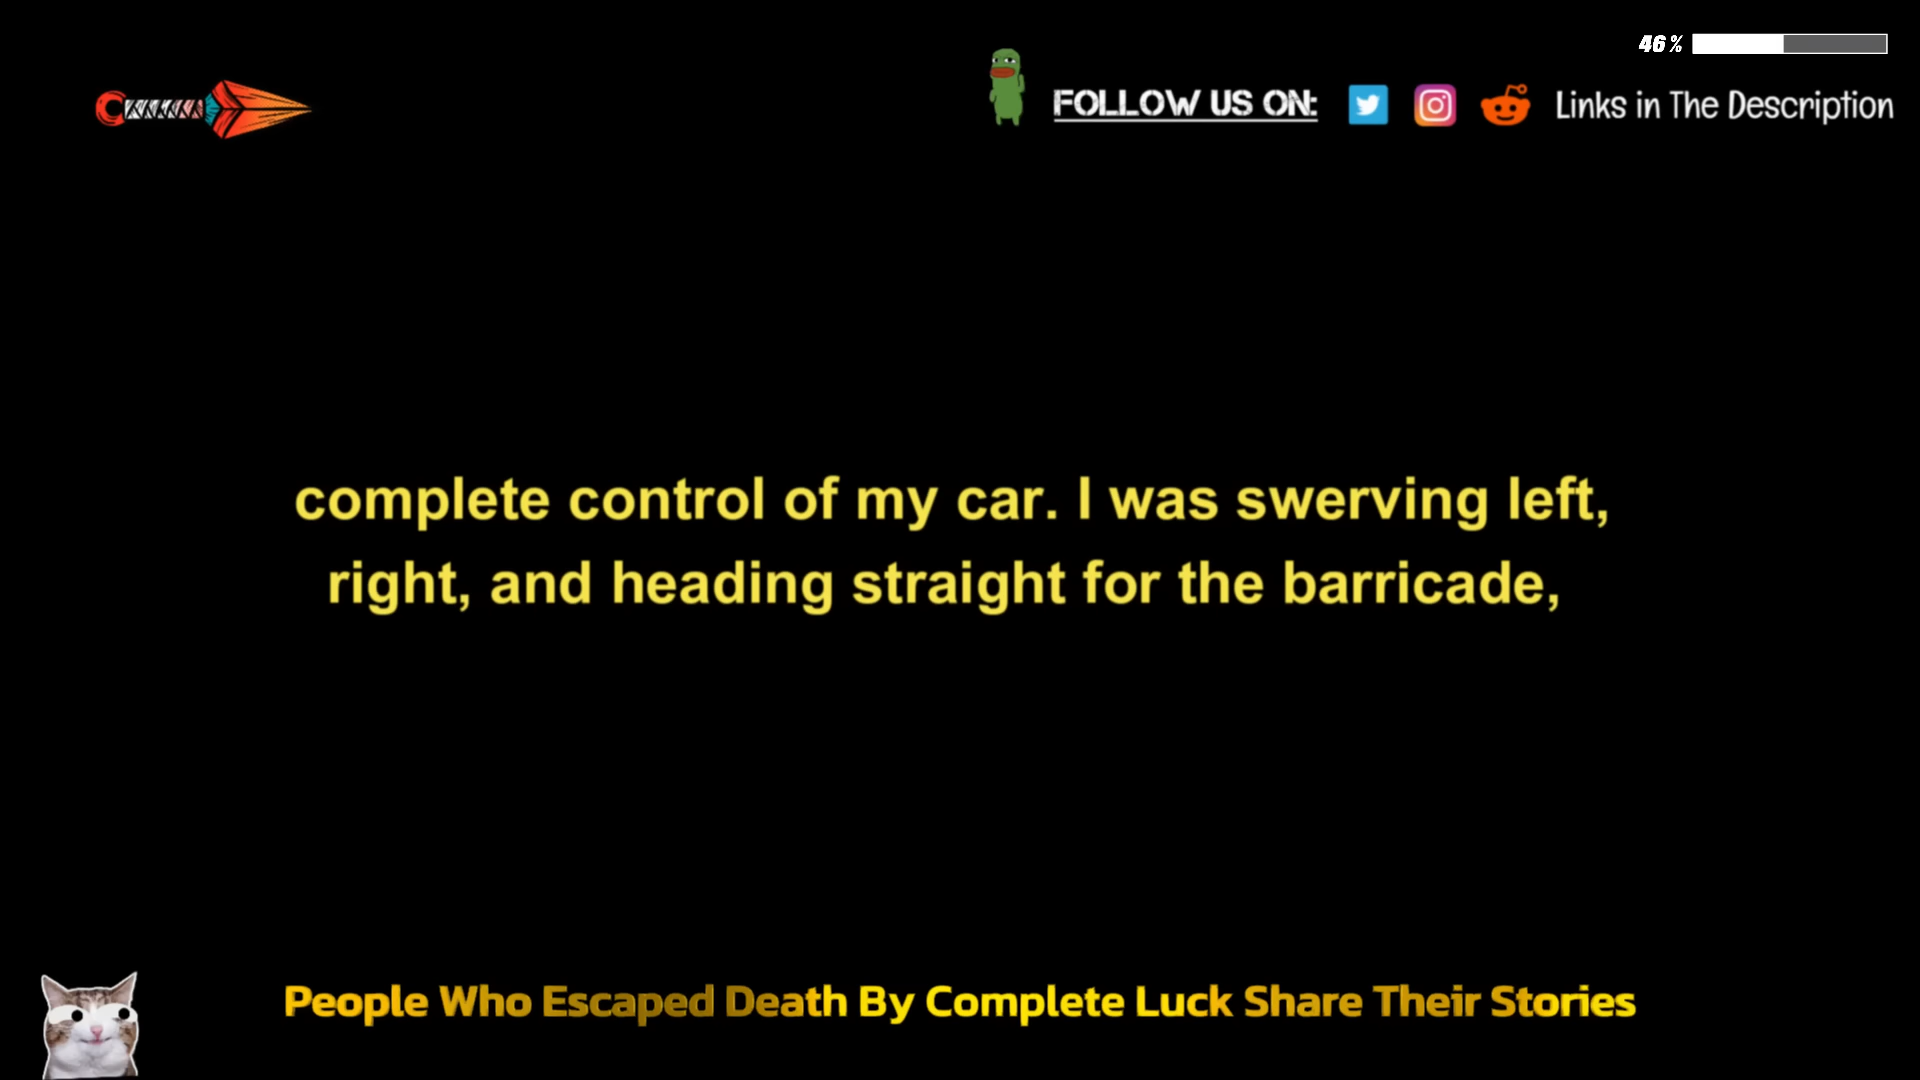 46%
FOLLOW US ON: Links in The Description
complete control of my car. I was swerving left,
right, and heading straight for the barricade,
People Who Escaped Death By Complete Luck Share Their Stories